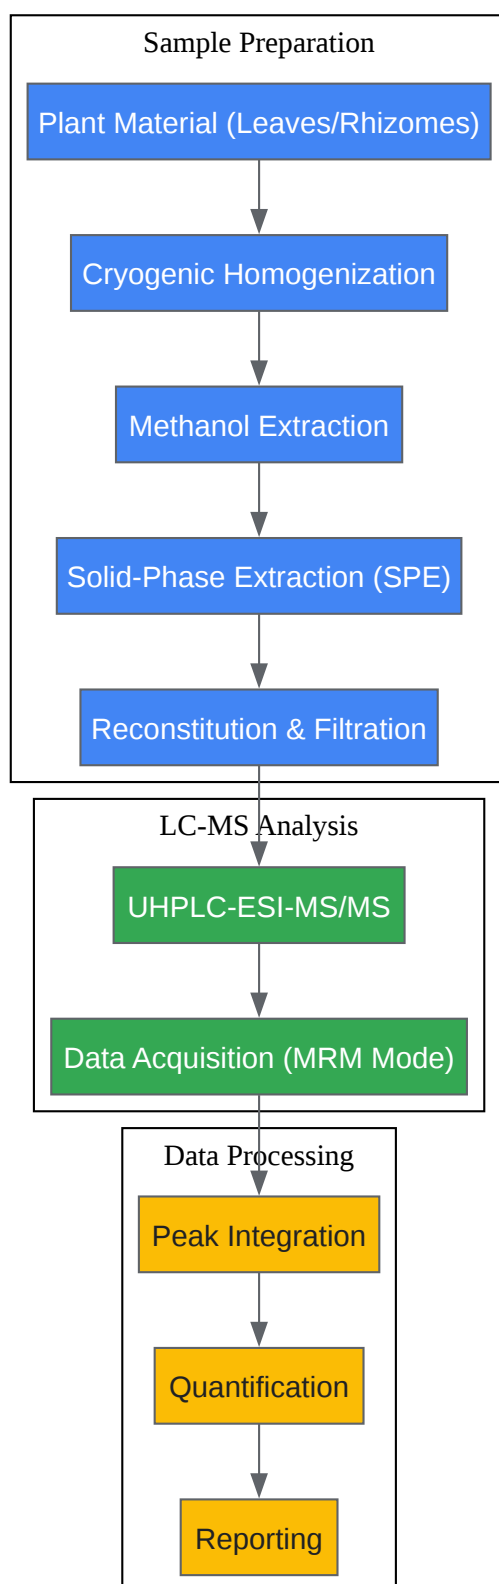 Sample Preparation
Plant Material (Leaves/Rhizomes)
Cryogenic Homogenization
Methanol Extraction
Solid-Phase Extraction (SPE)
Reconstitution & Filtration
LC-MS Analysis
UHPLC-ESI-MS/MS
Data Acquisition (MRM Mode)
Data Processing
Peak Integration
Quantification
Reporting